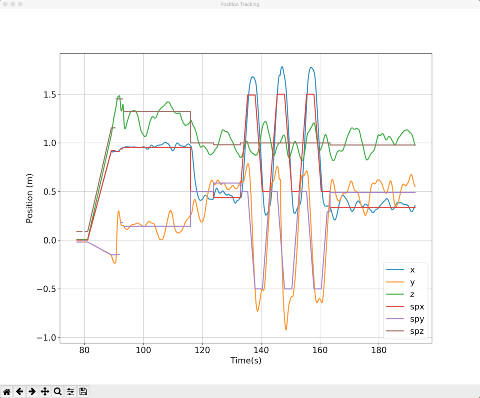 Position Tracking
1.5
1.0
0.5
0.0
−0.5
−1.0
Position (m)
80 100 120 140 160 180
Time(s)
x
y
z
spx
spy
spz